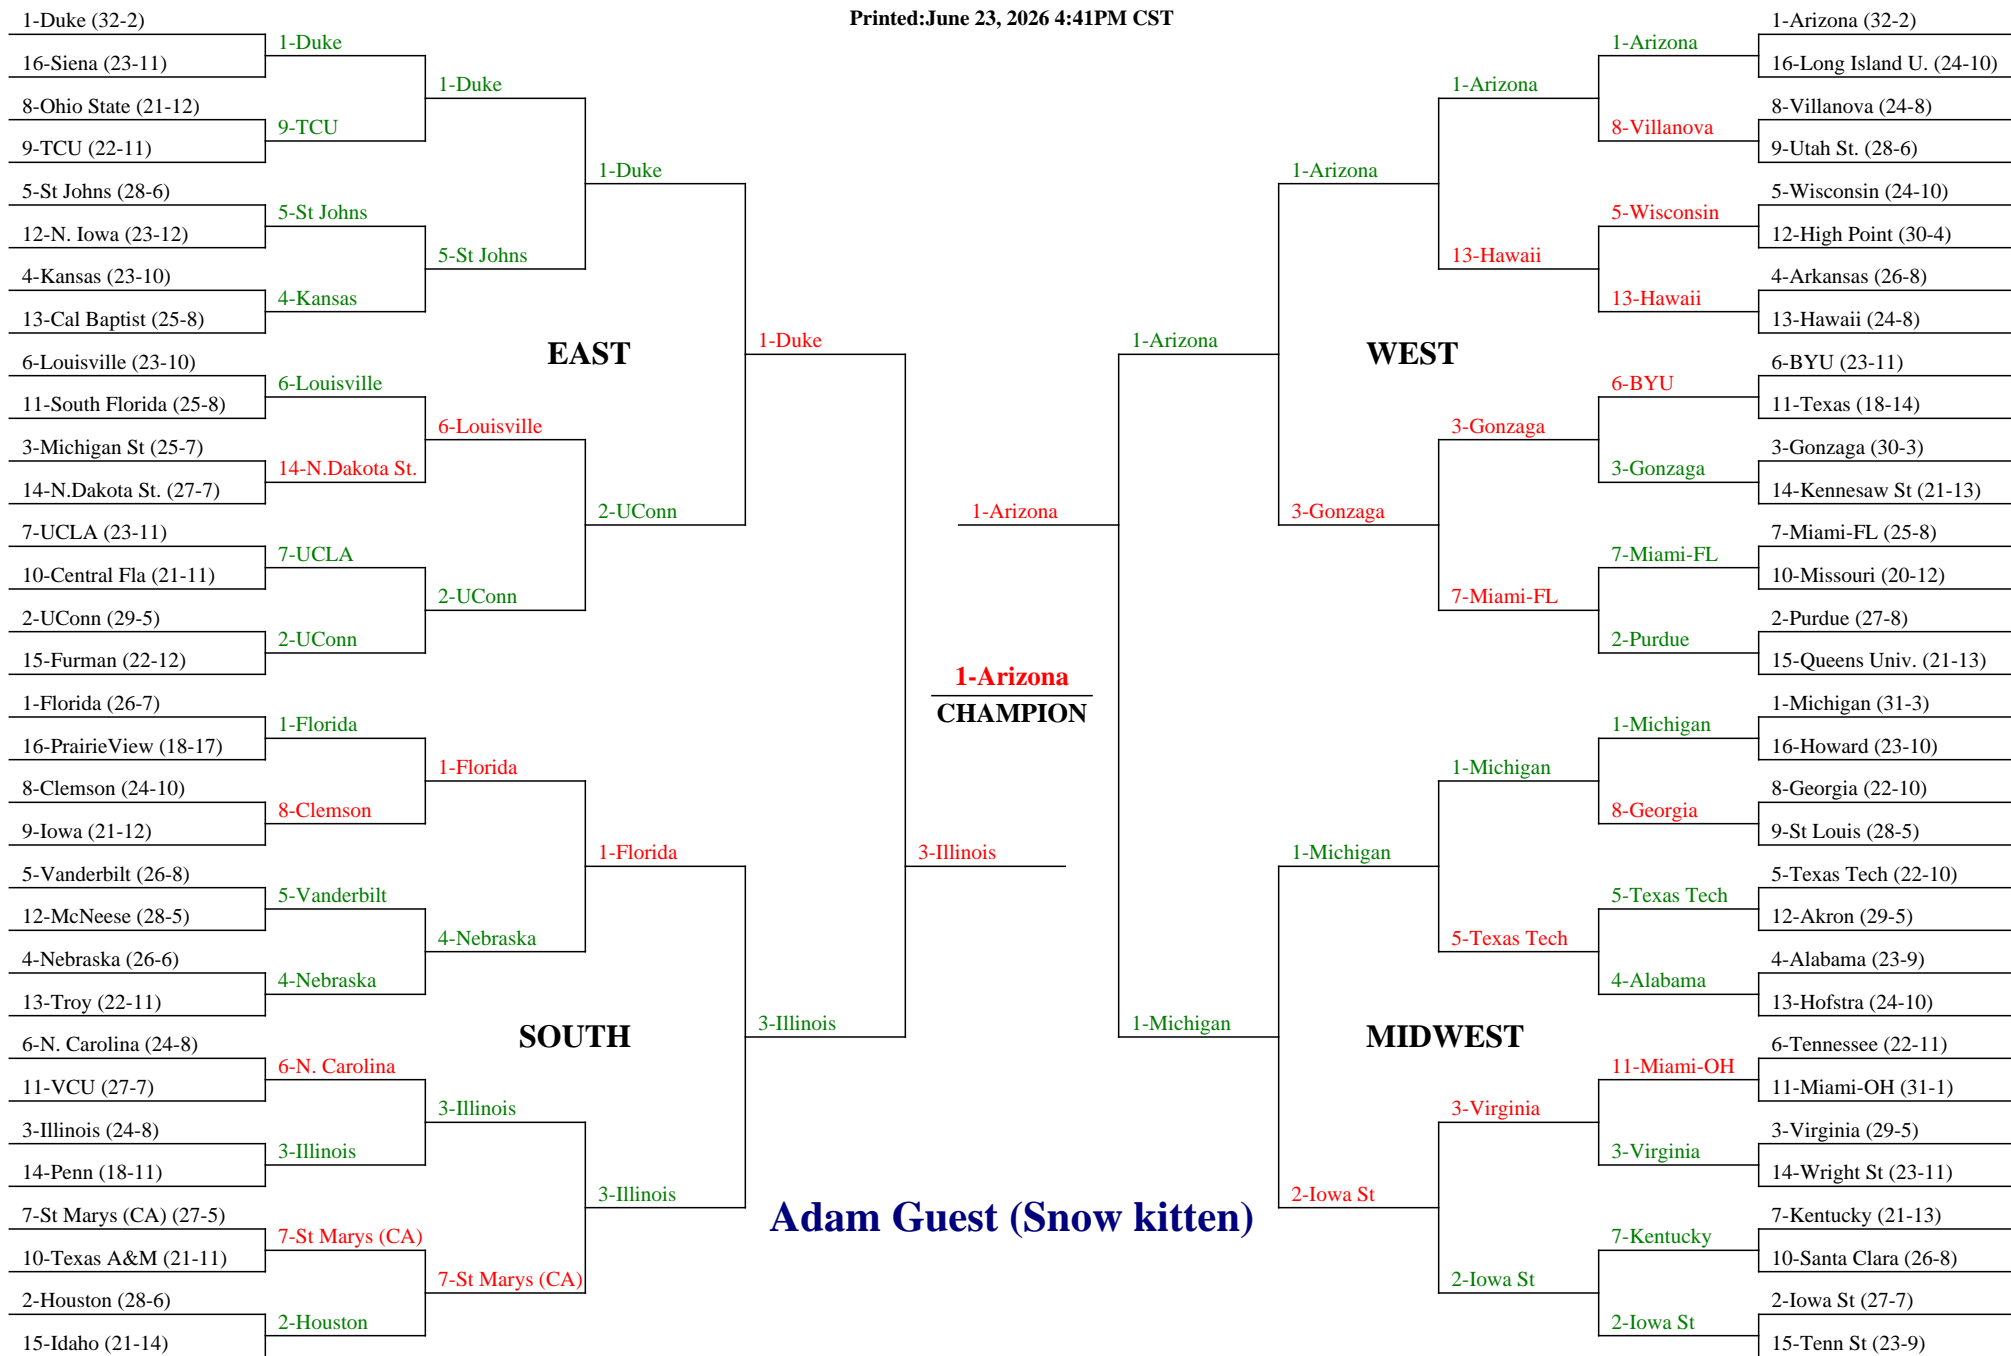 Printed:June 23, 2026 4:41PM CST
1-Duke (32-2)
16-Siena (23-11)
8-Ohio State (21-12)
9-TCU (22-11)
5-St Johns (28-6)
12-N. Iowa (23-12)
4-Kansas (23-10)
13-Cal Baptist (25-8)
6-Louisville (23-10)
11-South Florida (25-8)
3-Michigan St (25-7)
14-N.Dakota St. (27-7)
7-UCLA (23-11)
10-Central Fla (21-11)
2-UConn (29-5)
15-Furman (22-12)
1-Florida (26-7)
16-PrairieView (18-17)
8-Clemson (24-10)
9-Iowa (21-12)
5-Vanderbilt (26-8)
12-McNeese (28-5)
4-Nebraska (26-6)
13-Troy (22-11)
6-N. Carolina (24-8)
11-VCU (27-7)
3-Illinois (24-8)
14-Penn (18-11)
7-St Marys (CA) (27-5)
10-Texas A&M (21-11)
2-Houston (28-6)
15-Idaho (21-14)
1-Duke
9-TCU
5-St Johns
4-Kansas
6-Louisville
14-N.Dakota St.
7-UCLA
2-UConn
1-Florida
8-Clemson
5-Vanderbilt
4-Nebraska
6-N. Carolina
3-Illinois
7-St Marys (CA)
2-Houston
1-Duke
5-St Johns
6-Louisville
2-UConn
1-Florida
4-Nebraska
3-Illinois
7-St Marys (CA)
1-Duke
2-UConn
1-Florida
3-Illinois
EAST
SOUTH
1-Duke
3-Illinois
3-Illinois
1-Arizona
1-Arizona
CHAMPION
Adam Guest (Snow kitten)
1-Arizona
1-Michigan
WEST
MIDWEST
1-Arizona
3-Gonzaga
1-Michigan
2-Iowa St
1-Arizona
13-Hawaii
3-Gonzaga
7-Miami-FL
1-Michigan
5-Texas Tech
3-Virginia
2-Iowa St
1-Arizona
8-Villanova
5-Wisconsin
13-Hawaii
6-BYU
3-Gonzaga
7-Miami-FL
2-Purdue
1-Michigan
8-Georgia
5-Texas Tech
4-Alabama
11-Miami-OH
3-Virginia
7-Kentucky
2-Iowa St
1-Arizona (32-2)
16-Long Island U. (24-10)
8-Villanova (24-8)
9-Utah St. (28-6)
5-Wisconsin (24-10)
12-High Point (30-4)
4-Arkansas (26-8)
13-Hawaii (24-8)
6-BYU (23-11)
11-Texas (18-14)
3-Gonzaga (30-3)
14-Kennesaw St (21-13)
7-Miami-FL (25-8)
10-Missouri (20-12)
2-Purdue (27-8)
15-Queens Univ. (21-13)
1-Michigan (31-3)
16-Howard (23-10)
8-Georgia (22-10)
9-St Louis (28-5)
5-Texas Tech (22-10)
12-Akron (29-5)
4-Alabama (23-9)
13-Hofstra (24-10)
6-Tennessee (22-11)
11-Miami-OH (31-1)
3-Virginia (29-5)
14-Wright St (23-11)
7-Kentucky (21-13)
10-Santa Clara (26-8)
2-Iowa St (27-7)
15-Tenn St (23-9)